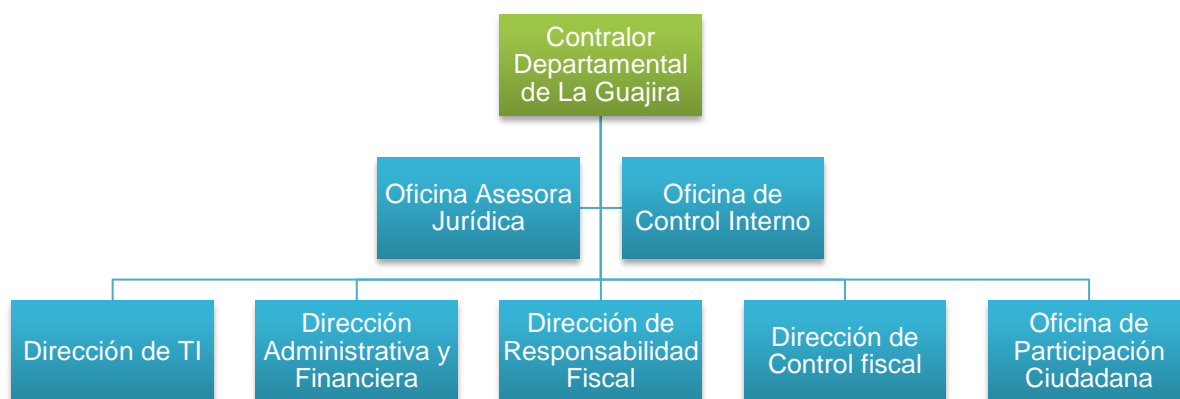 Contralor
Departamental
de La Guajira
Oficina Asesora
Jurídica
Oficina de
Control Interno
Dirección de TI
Dirección
Administrativa y
Financiera
Dirección de
Responsabilidad
Fiscal
Dirección de
Control fiscal
Oficina de
Participación
Ciudadana